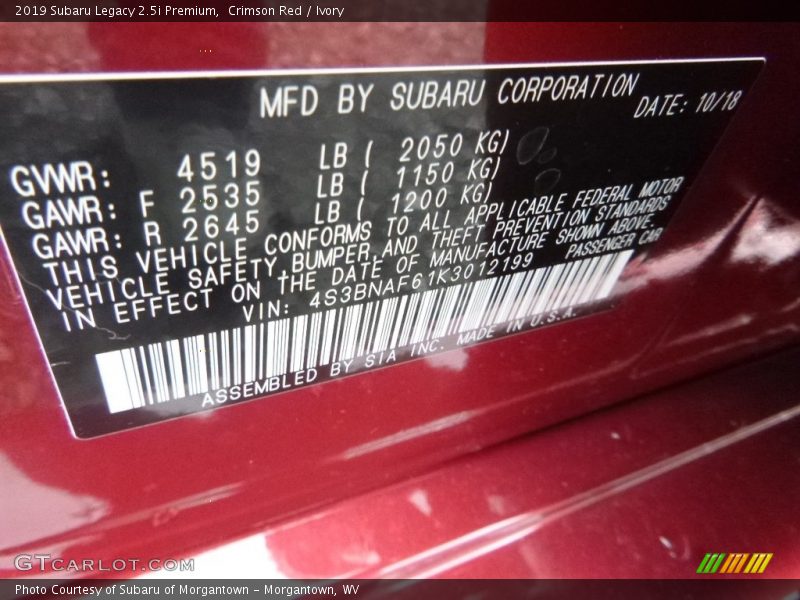 2019 Subaru Legacy 2.5i Premium, Crimson Red / Ivory
MFD BY SUBARU CORPORATION
DATE: 10/18
GVWR: 4519 LB ( 2050 KG)
GAWR: F 2535 LB ( 1150 KG)
GAWR: R 2645 LB ( 1200 KG)
THIS VEHICLE CONFORMS TO ALL APPLICABLE FEDERAL MOTOR
VEHICLE SAFETY,BUMPER,AND THEFT PREVENTION STANDARDS
IN EFFECT ON THE DATE OF MANUFACTURE SHOWN ABOVE.
VIN: 4S3BNAF61K3012199 PASSENGER CAR
ASSEMBLED BY SIA INC. MADE IN U.S.A.
GTCARLOT.COM
Photo Courtesy of Subaru of Morgantown - Morgantown, WV